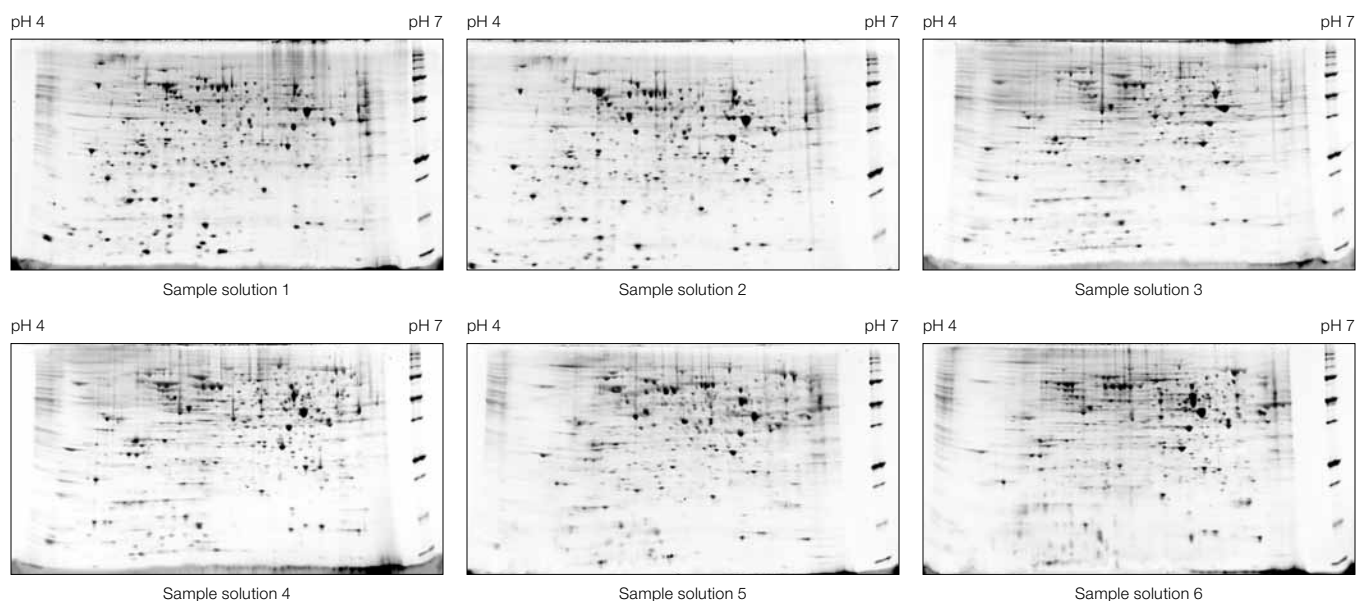 pH 4 pH 7 pH 4 pH 7 pH 4 pH 7
Sample solution 1 Sample solution 2 Sample solution 3
pH 4 pH 7 pH 4 pH 7 pH 4 pH 7
Sample solution 4 Sample solution 5 Sample solution 6